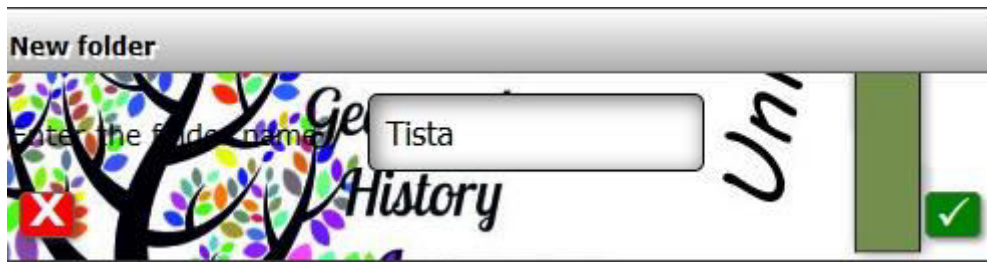 New folder
Enter the folder name:
Tista
History
X